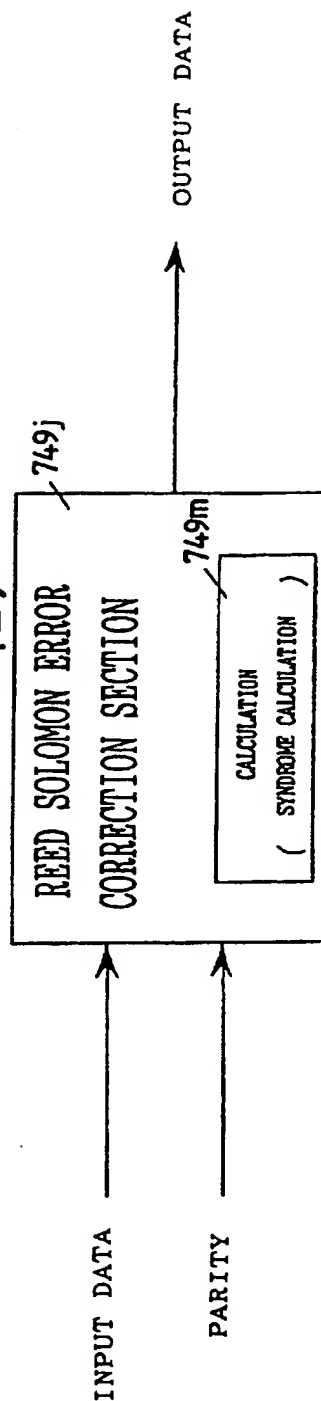 749j
REED SOLOMON ERROR
CORRECTION SECTION
INPUT DATA
OUTPUT DATA
749m
CALCULATION
( SYNDROME CALCULATION )
PARITY